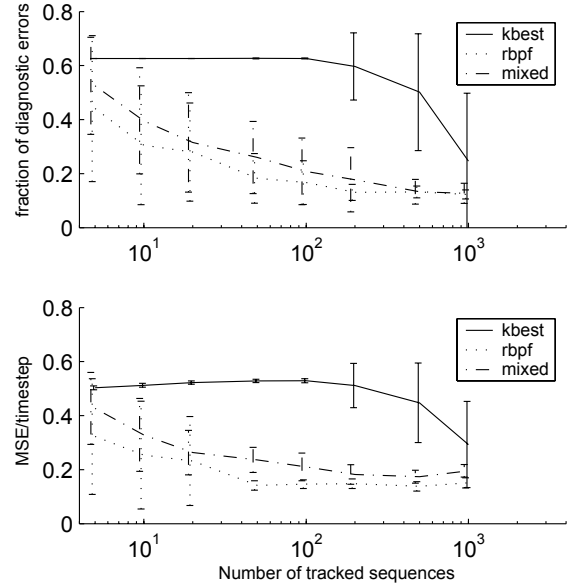 fraction of diagnostic errors
0.8
0.6
0.4
0.2
0
10^1
10^2
10^3
kbest
rbpf
mixed
MSE/timestep
0.8
0.6
0.4
0.2
0
10^1
10^2
10^3
kbest
rbpf
mixed
Number of tracked sequences